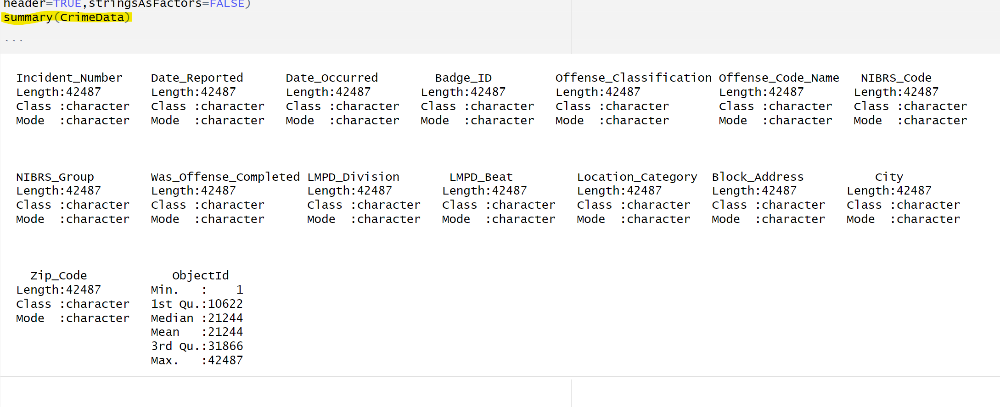 header=TRUE,stringsAsFactors=FALSE)
summary(CrimeData)
```
Incident_Number    Date_Reported      Date_Occurred        Badge_ID         Offense_Classification Offense_Code_Name   NIBRS_Code
Length:42487       Length:42487       Length:42487       Length:42487       Length:42487           Length:42487       Length:42487
Class :character   Class :character   Class :character   Class :character   Class :character       Class :character   Class :character
Mode  :character   Mode  :character   Mode  :character   Mode  :character   Mode  :character       Mode  :character   Mode  :character
NIBRS_Group        Was_Offense_Completed LMPD_Division       LMPD_Beat         Location_Category  Block_Address          City
Length:42487       Length:42487          Length:42487       Length:42487       Length:42487       Length:42487       Length:42487
Class :character   Class :character      Class :character   Class :character   Class :character   Class :character   Class :character
Mode  :character   Mode  :character      Mode  :character   Mode  :character   Mode  :character   Mode  :character   Mode  :character
Zip_Code            ObjectId
Length:42487       Min.   :    1
Class :character   1st Qu.:10622
Mode  :character   Median :21244
Mean   :21244
3rd Qu.:31866
Max.   :42487